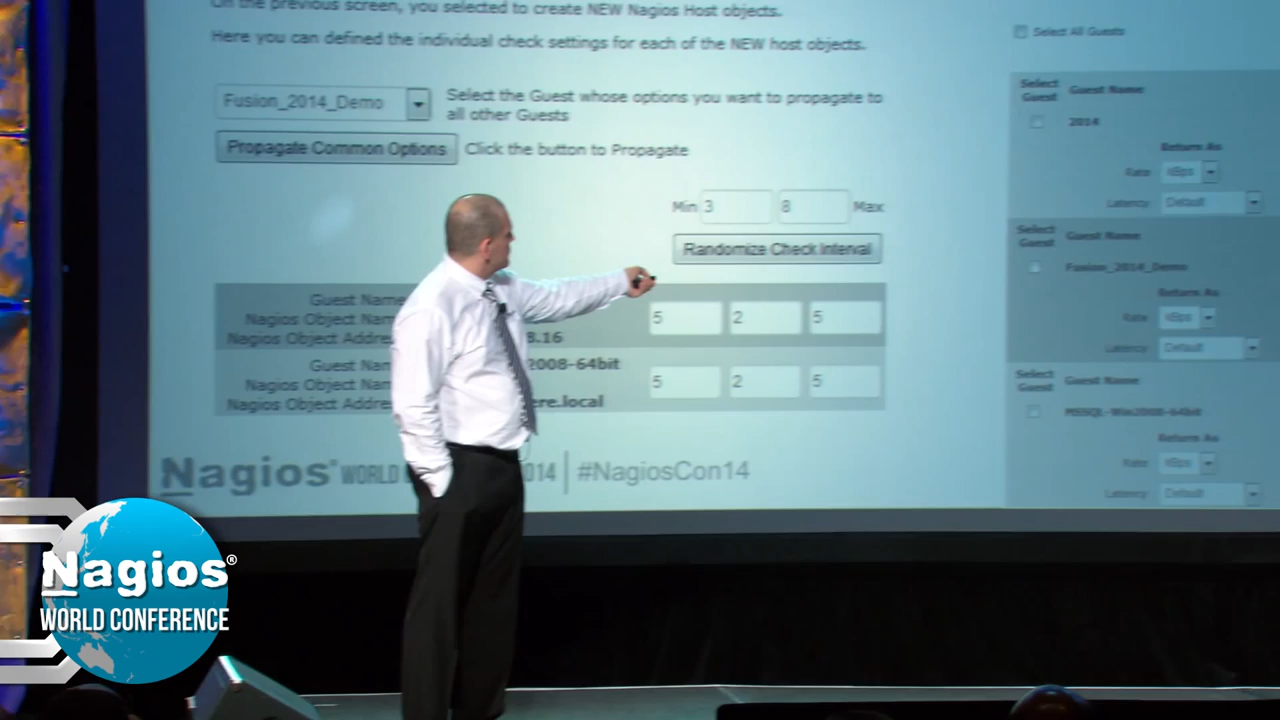 On the previous screen, you selected to create NEW Nagios Host objects.
Here you can defined the individual check settings for each of the NEW host objects.
Fusion_2014_Demo
Select the Guest whose options you want to propagate to
all other Guests
Propagate Common Options
Click the button to Propagate
Min 3 8 Max
Randomize Check Interval
Guest Name
Nagios Object Nam
5 2 5
Nagios Object Addre
8.16
Guest Nam
2008-64bit
Nagios Object Nam
5 2 5
Nagios Object Addre
ere.local
Nagios® WORLD
014 | #NagiosCon14
Select All Guests
Select
Guest
Guest Name
2014
Return As
Rate kBps
Latency Default
Select
Guest
Guest Name
Fusion_2014_Demo
Return As
Rate kBps
Latency Default
Select
Guest
Guest Name
MSSQL-Win2008-64bit
Return As
Rate kBps
Latency Default
Nagios®
WORLD CONFERENCE